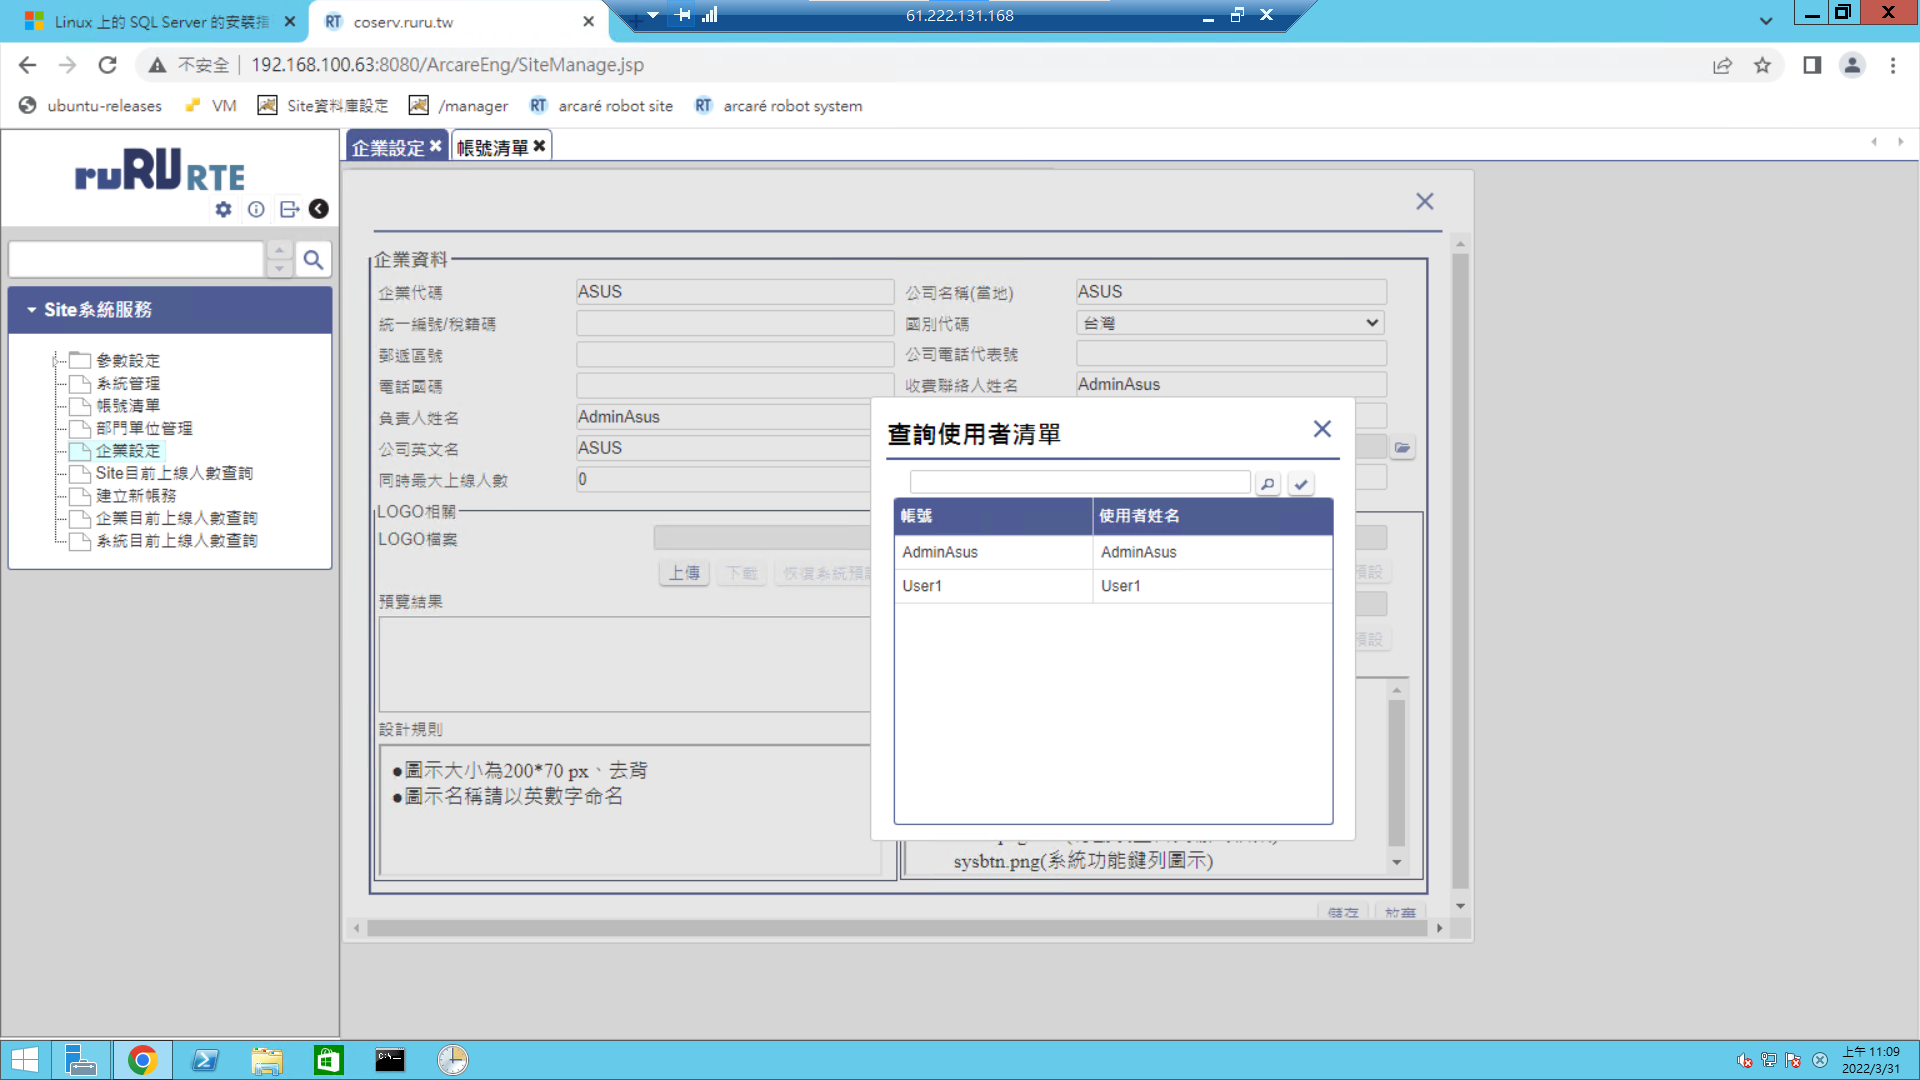 Linux 上的 SQL Server 的安裝指
coserv.ruru.tw
61.222.131.168
不安全
192.168.100.63:8080/ArcareEng/SiteManage.jsp
ubuntu-releases
VM
Site資料庫設定
/manager
RT arcaré robot site
RT arcaré robot system
企業設定
帳號清單
ruRU RTE
Site系統服務
參數設定
系統管理
帳號清單
部門單位管理
企業設定
Site目前上線人數查詢
建立新帳務
企業目前上線人數查詢
系統目前上線人數查詢
企業資料
企業代碼 ASUS 公司名稱(當地) ASUS
統一編號/稅籍碼 國別代碼 台灣
郵遞區號 公司電話代表號
電話國碼 收費聯絡人姓名 AdminAsus
負責人姓名 AdminAsus
公司英文名 ASUS
同時最大上線人數 0
LOGO相關
LOGO檔案
上傳 下載 恢復系統預
預設
預覽結果
預設
設計規則
●圖示大小為200*70 px、去背
●圖示名稱請以英數字命名
查詢使用者清單
帳號 使用者姓名
AdminAsus AdminAsus
User1 User1
sysbtn.png(系統功能鍵列圖示)
儲存 放棄
上午 11:09
2022/3/31